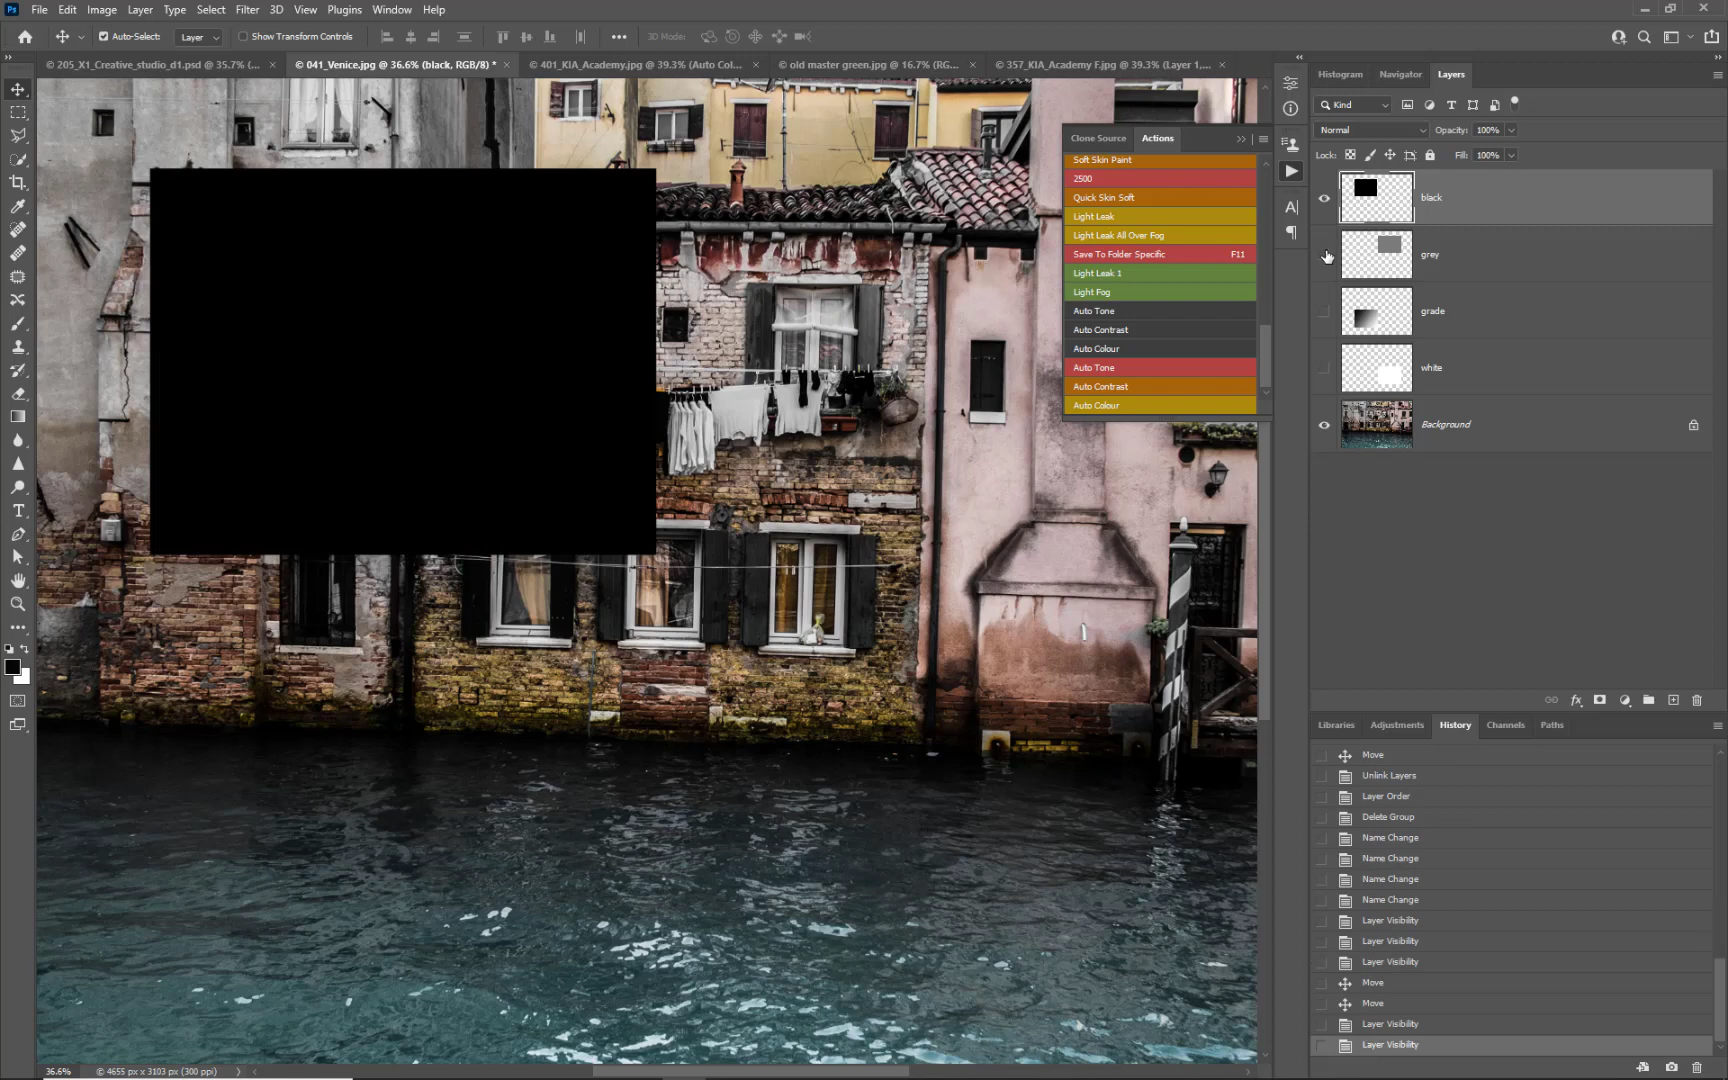 Ps File Edit Image Layer Type Select Filter 3D View Plugins Window Help
Auto-Select: Layer Show Transform Controls 3D Mode:
© 205_X1_Creative_studio_d1.psd @ 35.7% (... × © 041_Venice.jpg @ 36.6% (black, RGB/8) * × © 401_KIA_Academy.jpg @ 39.3% (Auto Col... × © old master green.jpg @ 16.7% (RG... × © 357_KIA_Academy F.jpg @ 39.3% (Layer 1,... ×
Histogram Navigator Layers
Kind
Normal Opacity: 100%
Lock: Fill: 100%
black
grey
grade
white
Background
Clone Source Actions
Soft Skin Paint
2500
Quick Skin Soft
Light Leak
Light Leak All Over Fog
Save To Folder Specific F11
Light Leak 1
Light Fog
Auto Tone
Auto Contrast
Auto Colour
Auto Tone
Auto Contrast
Auto Colour
Libraries Adjustments History Channels Paths
Move
Unlink Layers
Layer Order
Delete Group
Name Change
Name Change
Name Change
Name Change
Layer Visibility
Layer Visibility
Layer Visibility
Move
Move
Layer Visibility
Layer Visibility
36.6% © 4655 px x 3103 px (300 ppi)